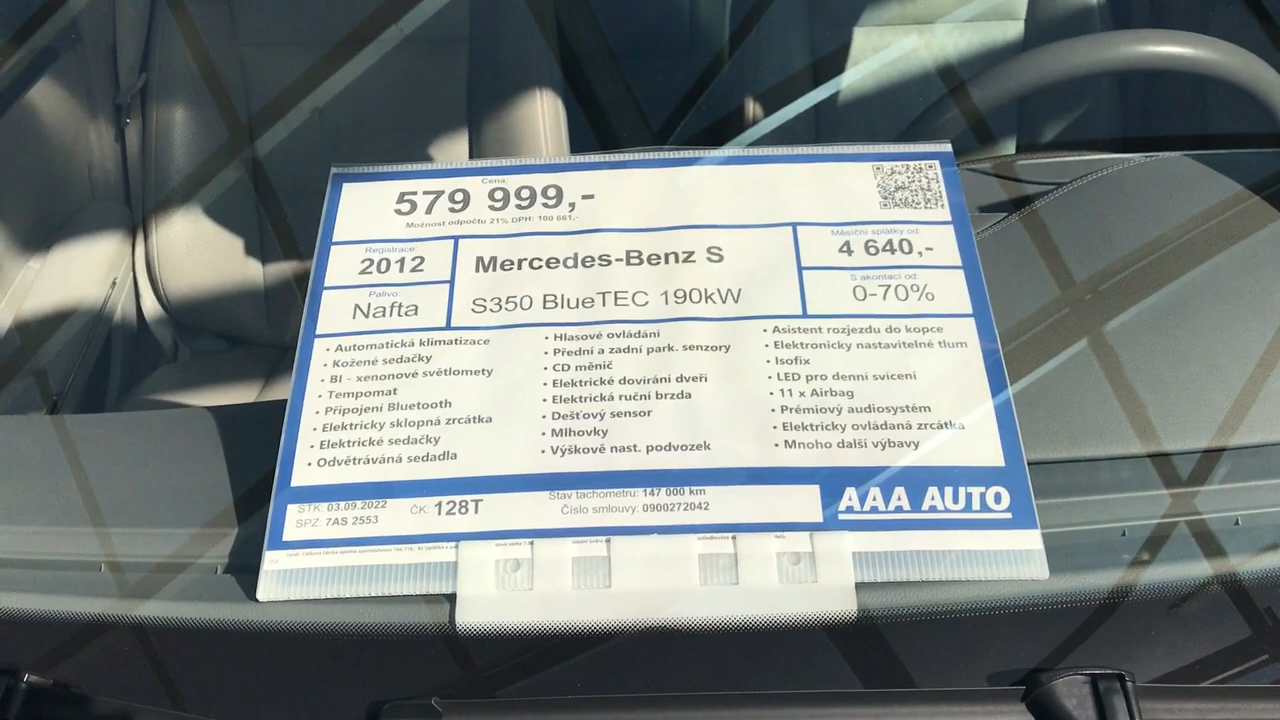 Cena:
579 999,-
Možnost odpočtu 21% DPH: 100 661,-
Registrace:
2012
Palivo:
Nafta
Mercedes-Benz S
S350 BlueTEC 190kW
Měsíční splátky od:
4 640,-
S akontací od:
0-70%
• Automatická klimatizace
• Kožené sedačky
• BI - xenonové světlomety
• Tempomat
• Připojení Bluetooth
• Elektricky sklopná zrcátka
• Elektrické sedačky
• Odvětrávaná sedadla
• Hlasové ovládání
• Přední a zadní park. senzory
• CD měnič
• Elektrické dovírání dveří
• Elektrická ruční brzda
• Dešťový sensor
• Mlhovky
• Výškově nast. podvozek
• Asistent rozjezdu do kopce
• Elektronicky nastavitelné tlum
• Isofix
• LED pro denní svícení
• 11 x Airbag
• Prémiový audiosystém
• Elektricky ovládaná zrcátka
• Mnoho další výbavy
STK: 03.09.2022
SPZ: 7AS 2553
ČK: 128T
Stav tachometru: 147 000 km
Číslo smlouvy: 0900272042
AAA AUTO